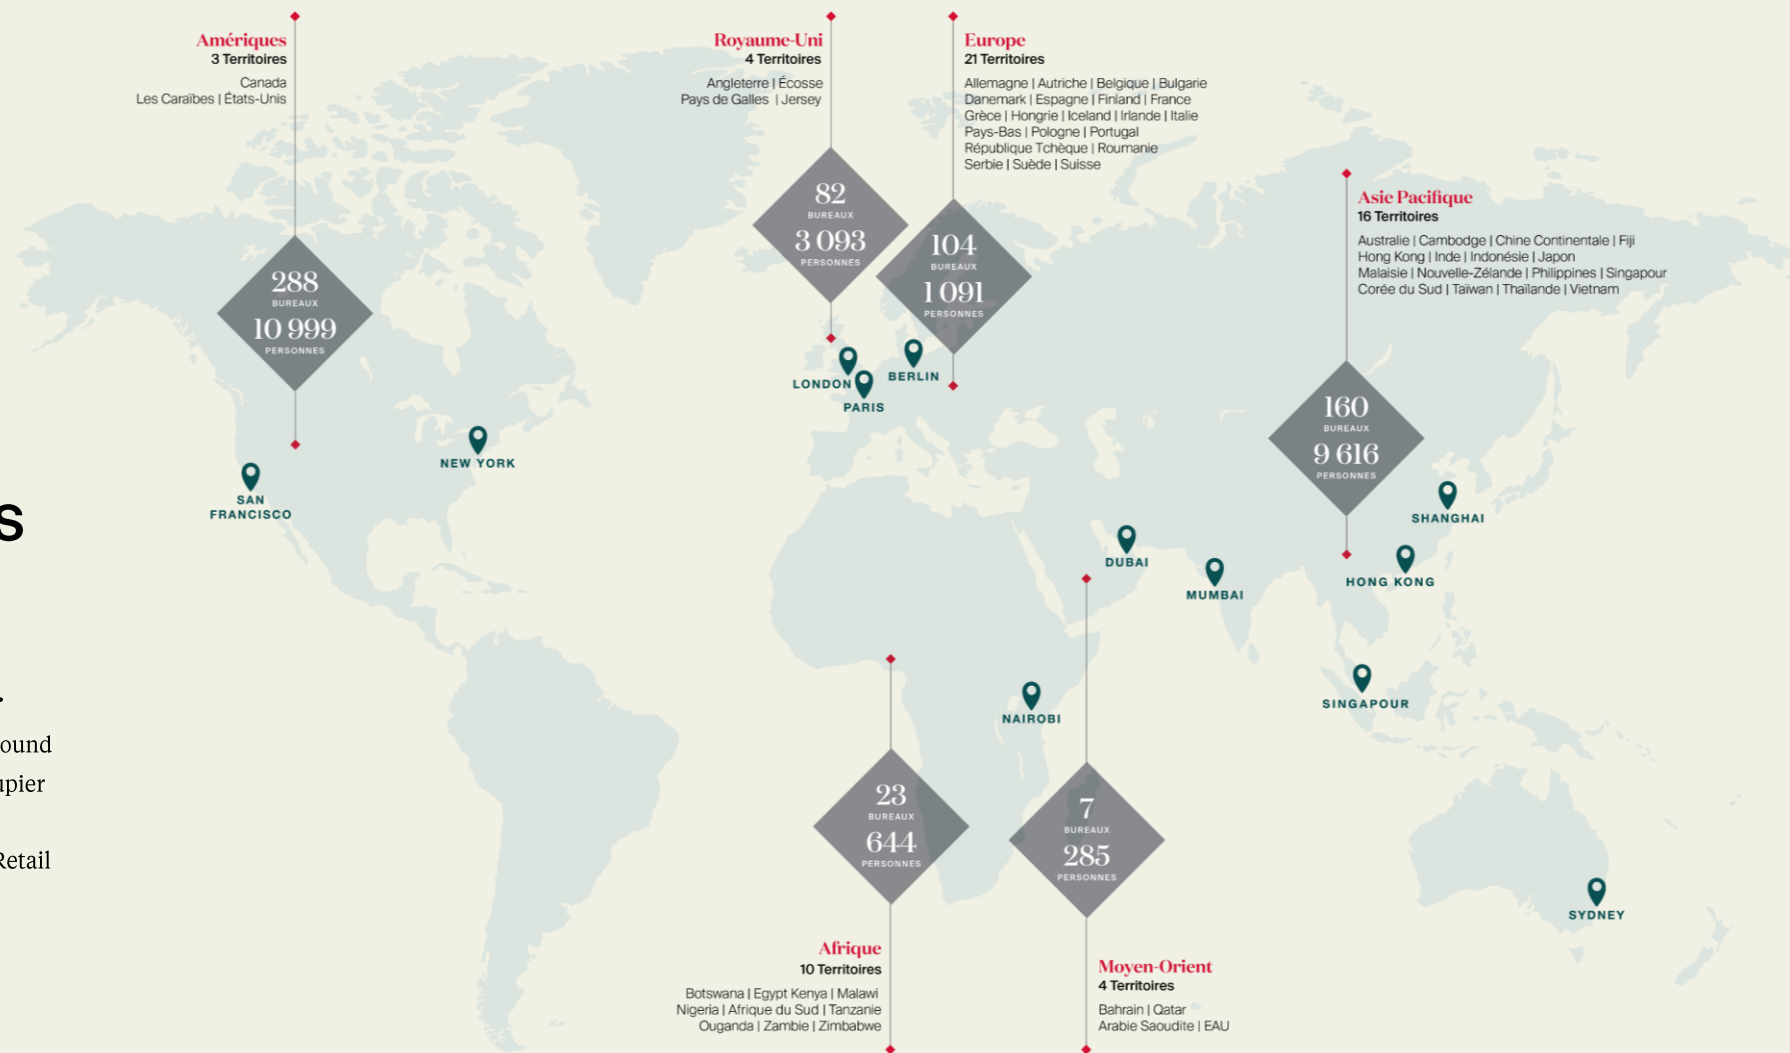 Amériques
3 Territoires
Canada
Les Caraïbes | États-Unis
288
BUREAUX
10 999
PERSONNES
Royaume-Uni
4 Territoires
Angleterre | Écosse
Pays de Galles | Jersey
82
BUREAUX
3 093
PERSONNES
Europe
21 Territoires
Allemagne | Autriche | Belgique | Bulgarie
Danemark | Espagne | Finland | France
Grèce | Hongrie | Iceland | Irlande | Italie
Pays-Bas | Pologne | Portugal
République Tchèque | Roumanie
Serbie | Suède | Suisse
104
BUREAUX
1 091
PERSONNES
Asie Pacifique
16 Territoires
Australie | Cambodge | Chine Continentale | Fiji
Hong Kong | Inde | Indonésie | Japon
Malaisie | Nouvelle-Zélande | Philippines | Singapour
Corée du Sud | Taïwan | Thaïlande | Vietnam
160
BUREAUX
9 616
PERSONNES
LONDON
BERLIN
PARIS
NEW YORK
SAN
FRANCISCO
SHANGHAI
DUBAI
HONG KONG
MUMBAI
SINGAPOUR
NAIROBI
SYDNEY
s
.
ound
upier
Retail
23
BUREAUX
644
PERSONNES
Afrique
10 Territoires
Botswana | Egypt Kenya | Malawi
Nigeria | Afrique du Sud | Tanzanie
Ouganda | Zambie | Zimbabwe
7
BUREAUX
285
PERSONNES
Moyen-Orient
4 Territoires
Bahrain | Qatar
Arabie Saoudite | EAU